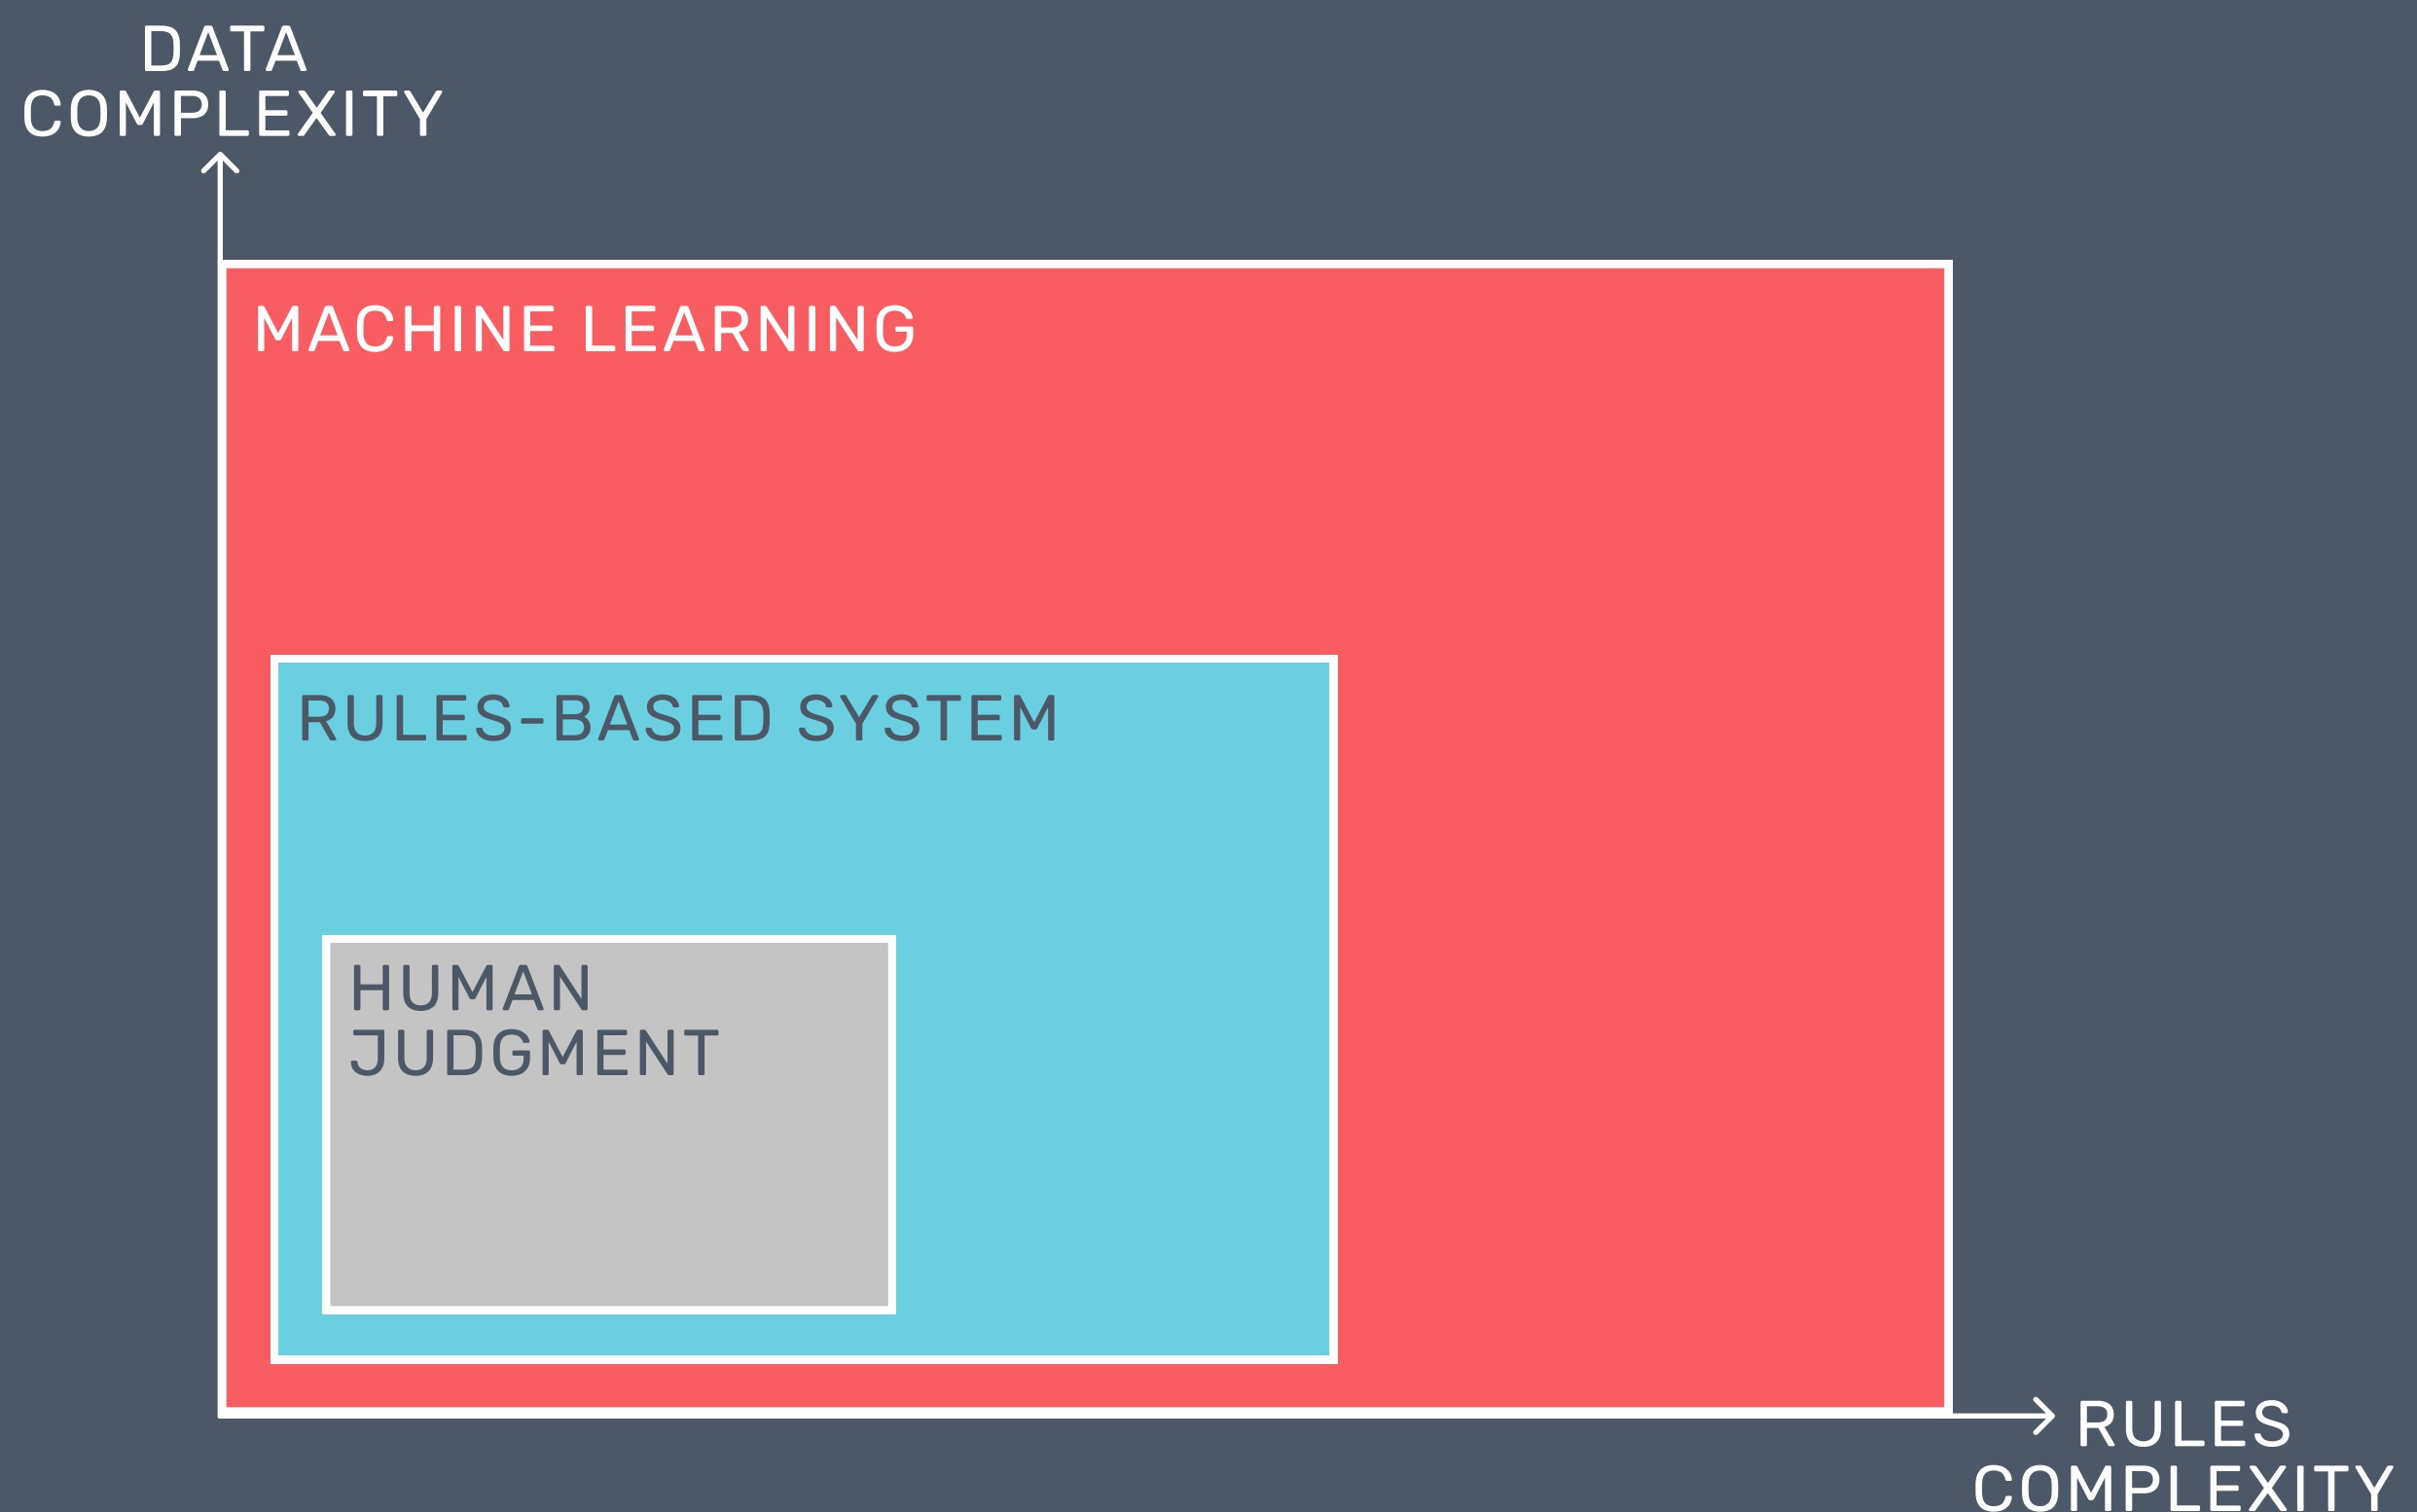 DATA
COMPLEXITY
MACHINE LEARNING
RULES-BASED SYSTEM
HUMAN
JUDGMENT
RULES
COMPLEXITY